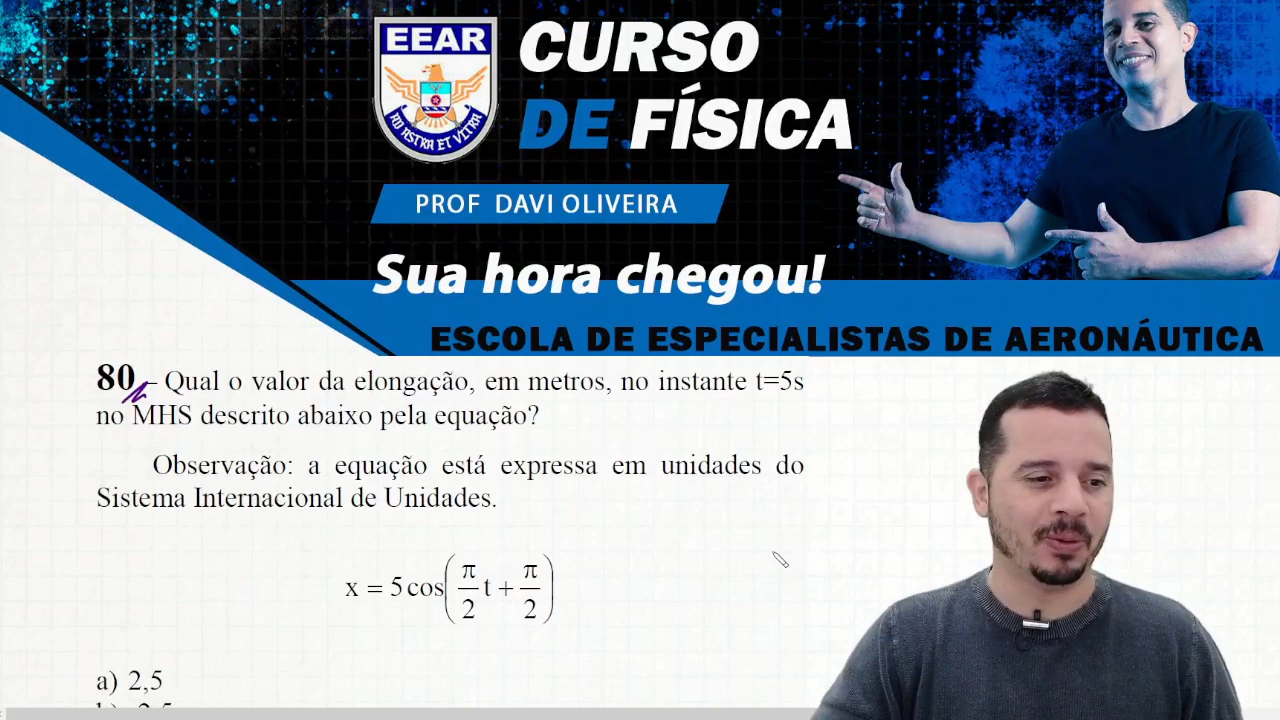 EEAR
AD ASTRA ET VLTRA
CURSO
DE FÍSICA
PROF DAVI OLIVEIRA
Sua hora chegou!
ESCOLA DE ESPECIALISTAS DE AERONÁUTICA
80 – Qual o valor da elongação, em metros, no instante t=5s
no MHS descrito abaixo pela equação?
Observação: a equação está expressa em unidades do
Sistema Internacional de Unidades.
x = 5 cos(π/2 t + π/2)
a) 2,5